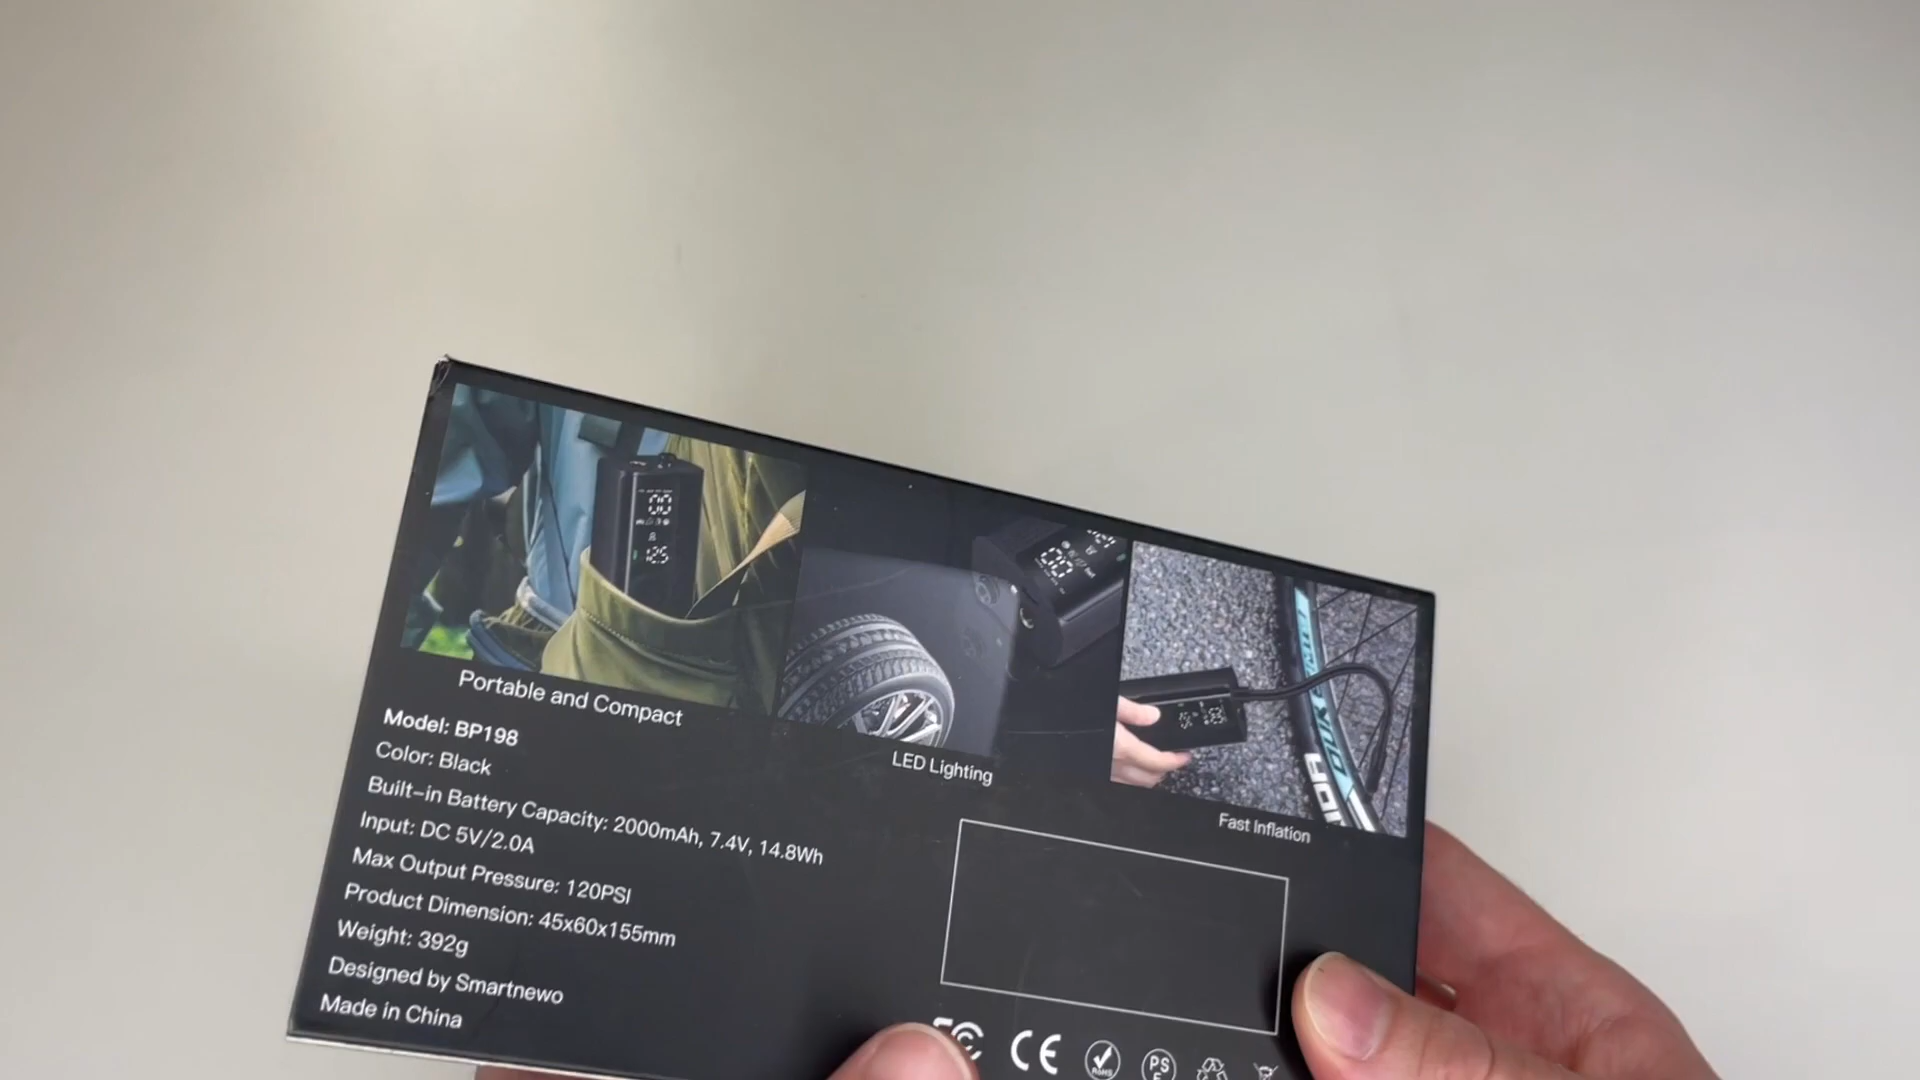 Portable and Compact
LED Lighting
Fast Inflation
Model: BP198
Color: Black
Built-in Battery Capacity: 2000mAh, 7.4V, 14.8Wh
Input: DC 5V/2.0A
Max Output Pressure: 120PSI
Product Dimension: 45x60x155mm
Weight: 392g
Designed by Smartnewo
Made in China
CE
RoHS
PS
E